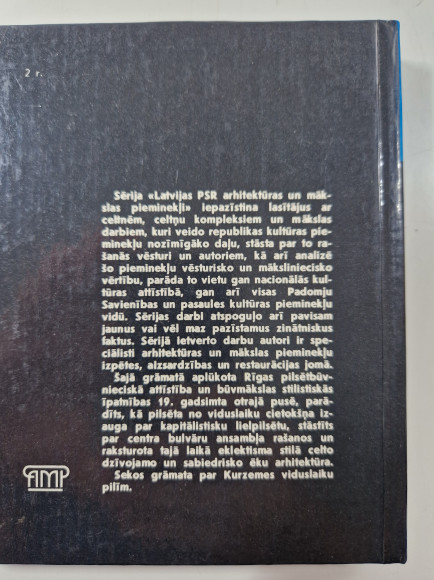 2 r.
Sērija «Latvijas PSR arhitektūras un māk-
slas pieminekļi» iepazīstina lasītājus ar
celtnēm, celtņu kompleksiem un mākslas
darbiem, kuri veido republikas kultūras pie-
minekļu nozīmīgāko daļu, stāsta par to ra-
šanās vēsturi un autoriem, kā arī analizē
šo pieminekļu vēsturisko un māksliniecisko
vērtību, parāda to vietu gan nacionālās kul-
tūras attīstībā, gan arī visas Padomju
Savienības un pasaules kultūras pieminekļu
vidū. Sērijas darbi atspoguļo arī pavisam
jaunus vai vēl maz pazīstamus zinātniskus
faktus. Sērijā ietverto darbu autori ir spe-
ciālisti arhitektūras un mākslas pieminekļu
izpētes, aizsardzības un restaurācijas jomā.
Šajā grāmatā aplūkota Rīgas pilsētbūv-
nieciskā attīstība un būvmākslas stilistiskās
īpatnības 19. gadsimta otrajā pusē, parā-
dīts, kā pilsēta no viduslaiku cietokšņa iz-
auga par kapitālistisku lielpilsētu, stāstīts
par centra bulvāru ansambļa rašanos un
raksturota tajā laikā eklektisma stilā celto
dzīvojamo un sabiedrisko ēku arhitektūra.
Sekos grāmata par Kurzemes viduslaiku
pilīm.
AMP